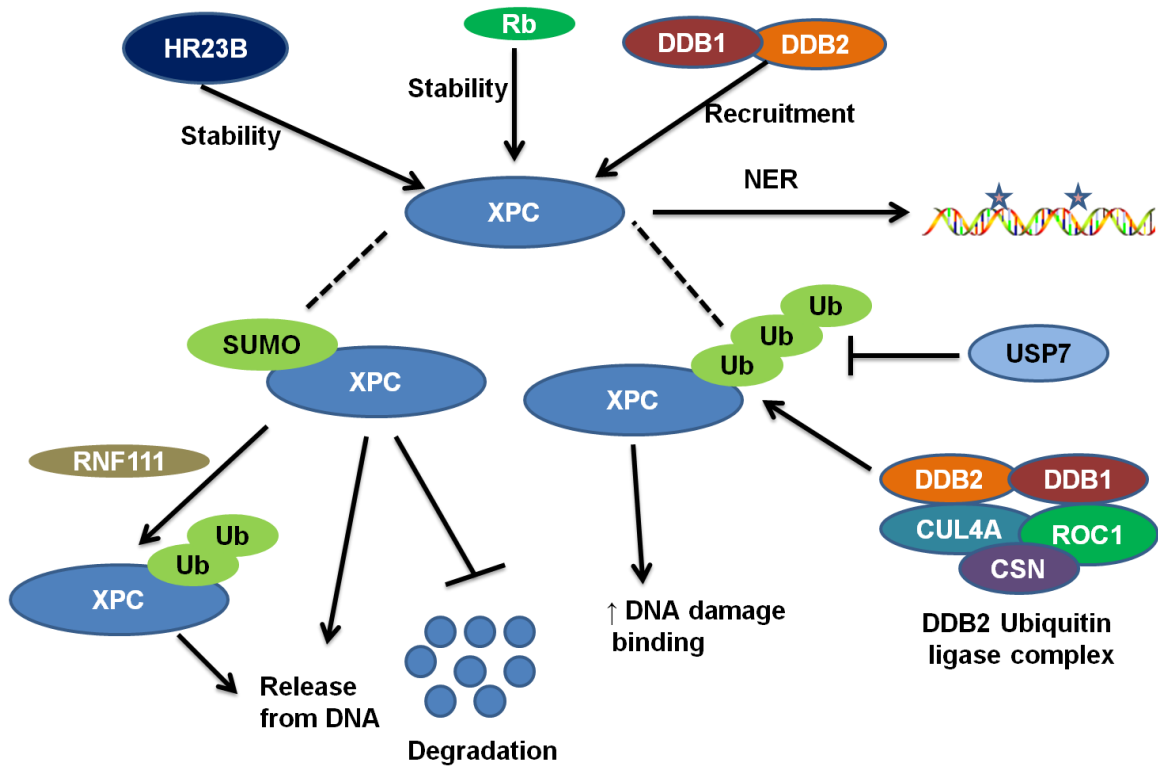 HR23B
Rb
DDB1
DDB2
Stability
Stability
Recruitment
NER
XPC
SUMO
XPC
Ub
Ub
Ub
XPC
USP7
RNF111
Ub
Ub
XPC
DDB2
DDB1
CUL4A
ROC1
CSN
↑ DNA damage
binding
DDB2 Ubiquitin
ligase complex
Release
from DNA
Degradation